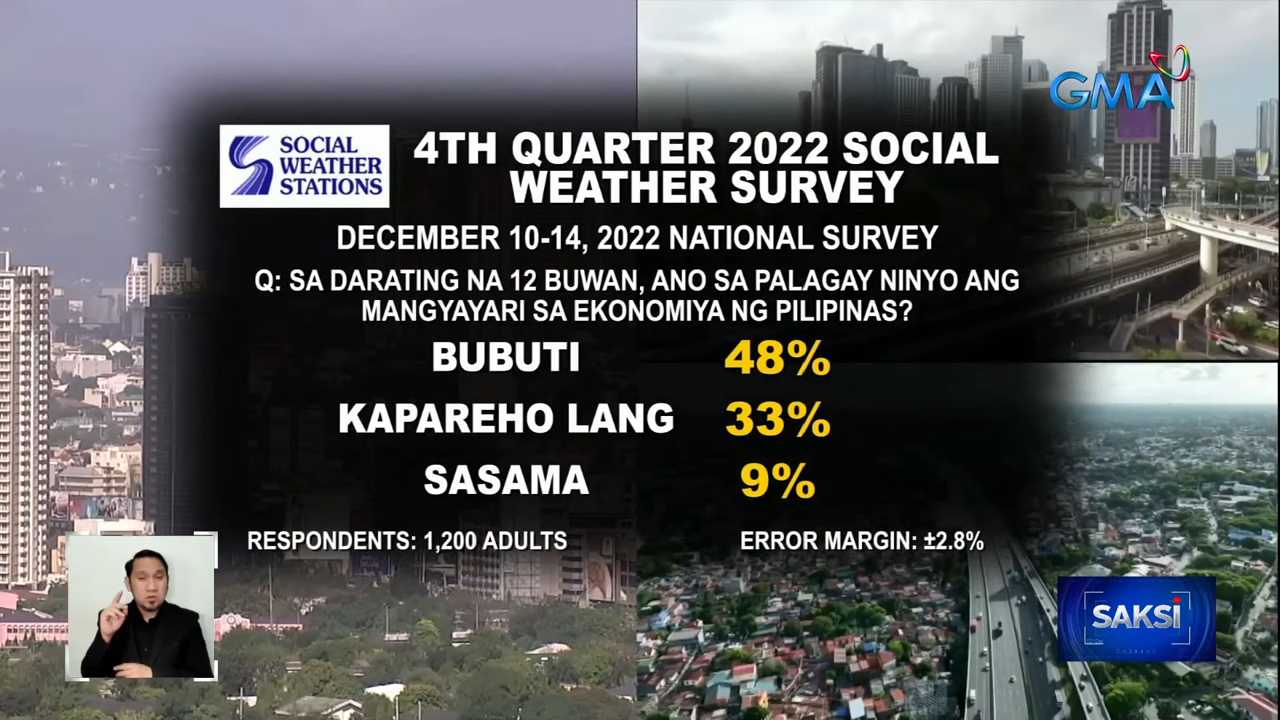 GMA
SOCIAL
WEATHER
STATIONS
4TH QUARTER 2022 SOCIAL
WEATHER SURVEY
DECEMBER 10-14, 2022 NATIONAL SURVEY
Q: SA DARATING NA 12 BUWAN, ANO SA PALAGAY NINYO ANG
MANGYAYARI SA EKONOMIYA NG PILIPINAS?
BUBUTI 48%
KAPAREHO LANG 33%
SASAMA 9%
RESPONDENTS: 1,200 ADULTS ERROR MARGIN: ±2.8%
SAKSI